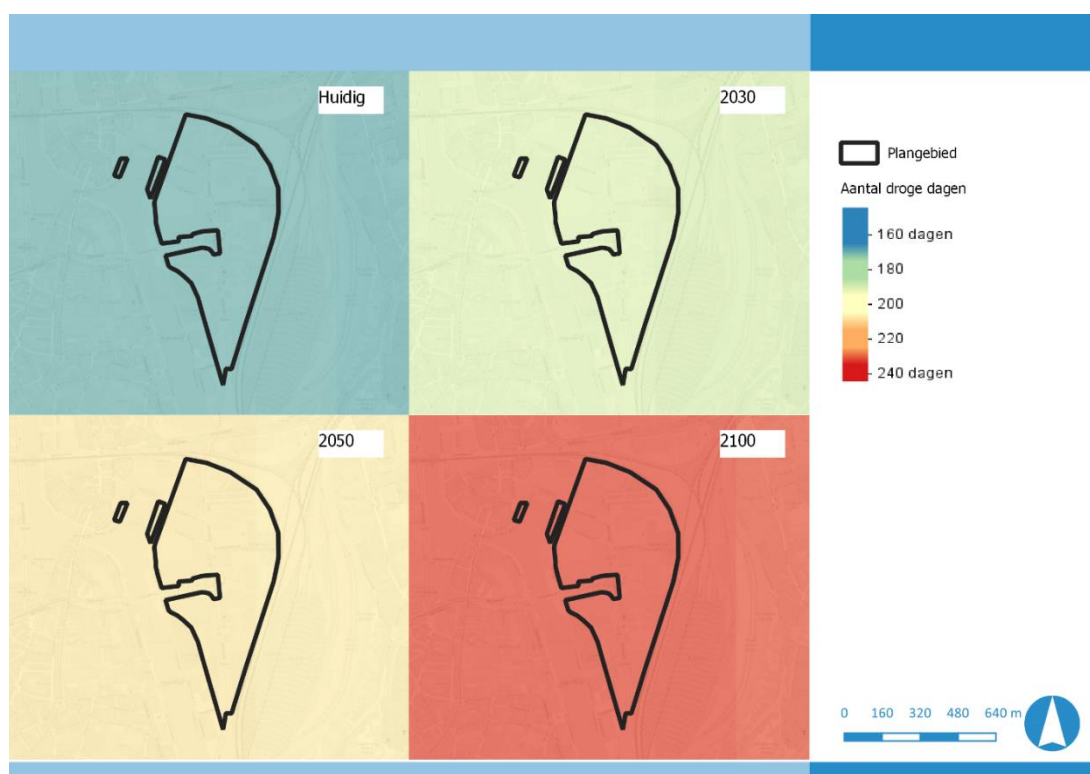 Huidig
2030
2050
2100
Plangebied
Aantal droge dagen
160 dagen
180
200
220
240 dagen
0 160 320 480 640 m